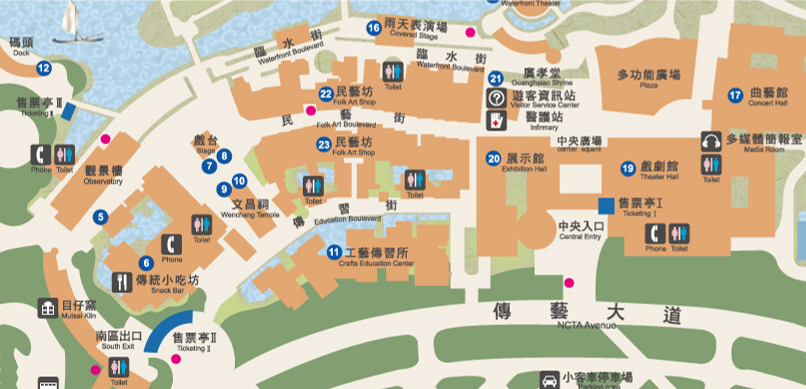 Waterfront Theater
碼頭
Dock
12
售票亭Ⅲ
Ticketing Ⅲ
16
雨天表演場
Covered Stage
臨水街
Waterfront Boulevard
臨水街
Waterfront Boulevard
Toilet
22
民藝坊
Folk Art Shop
民藝街
Folk Art Boulevard
23
民藝坊
Folk Art Shop
21
廣孝堂
Guangsiao Shrine
遊客資訊站
Visitor Service Center
醫護站
Infirmary
多功能廣場
Plaza
17
曲藝館
Concert Hall
多媒體簡報室
Media Room
Toilet
中央廣場
Center Square
20
展示館
Exhibition Hall
19
戲劇館
Theater Hall
售票亭Ⅰ
Ticketing Ⅰ
中央入口
Central Entry
Phone
Toilet
Phone
Toilet
觀景樓
Observatory
戲台
Stage
8
7
10
9
文昌祠
Wenchang Temple
Toilet
Toilet
傳習街
Education Boulevard
5
Toilet
Phone
6
傳統小吃坊
Snack Bar
11
工藝傳習所
Crafts Education Center
目仔窯
Mutsai Kiln
南區出口
South Exit
售票亭Ⅱ
Ticketing Ⅱ
Toilet
傳藝大道
NCTA Avenue
小客車停車場